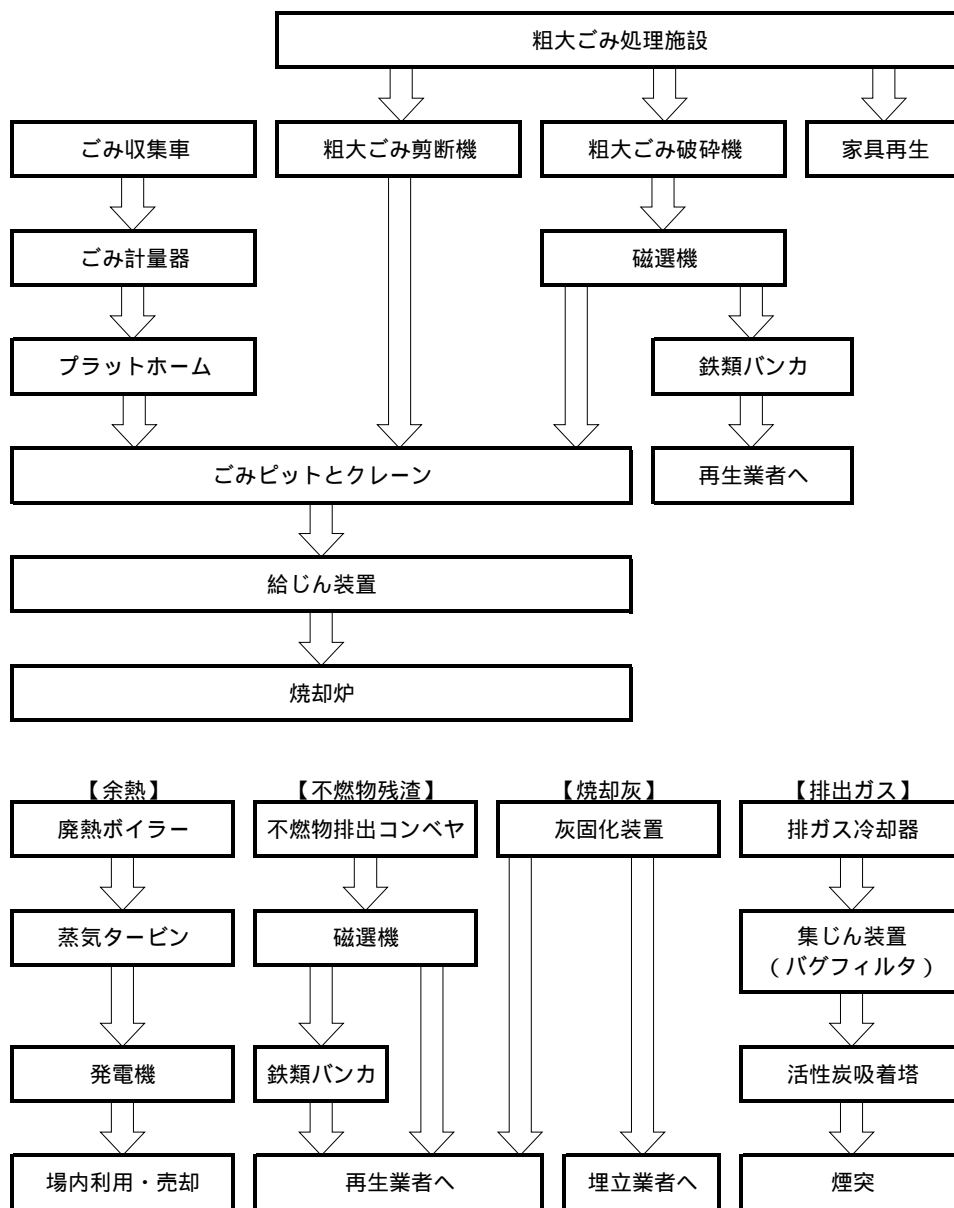 粗大ごみ処理施設
ごみ収集車
粗大ごみ剪断機
粗大ごみ破砕機
家具再生
ごみ計量器
磁選機
プラットホーム
鉄類バンカ
ごみピットとクレーン
再生業者へ
給じん装置
焼却炉
【余熱】
【不燃物残渣】
【焼却灰】
【排出ガス】
廃熱ボイラー
不燃物排出コンベヤ
灰固化装置
排ガス冷却器
蒸気タービン
磁選機
集じん装置
(バグフィルタ)
発電機
鉄類バンカ
活性炭吸着塔
場内利用・売却
再生業者へ
埋立業者へ
煙突